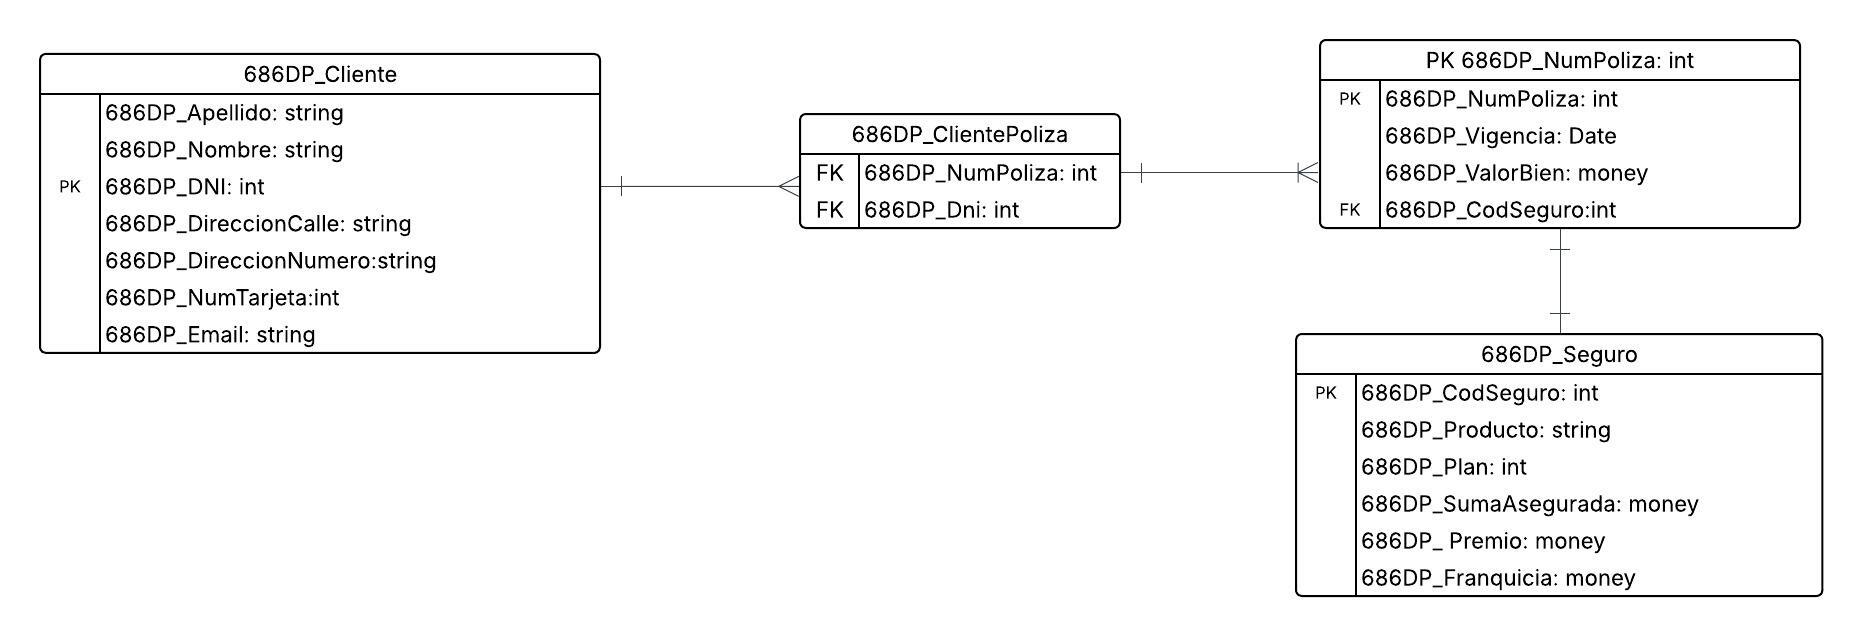 686DP_Cliente
686DP_Apellido: string
686DP_Nombre: string
PK 686DP_DNI: int
686DP_DireccionCalle: string
686DP_DireccionNumero:string
686DP_NumTarjeta:int
686DP_Email: string
686DP_ClientePoliza
FK 686DP_NumPoliza: int
FK 686DP_Dni: int
PK 686DP_NumPoliza: int
PK 686DP_NumPoliza: int
686DP_Vigencia: Date
686DP_ValorBien: money
FK 686DP_CodSeguro:int
686DP_Seguro
PK 686DP_CodSeguro: int
686DP_Producto: string
686DP_Plan: int
686DP_SumaAsegurada: money
686DP_ Premio: money
686DP_Franquicia: money